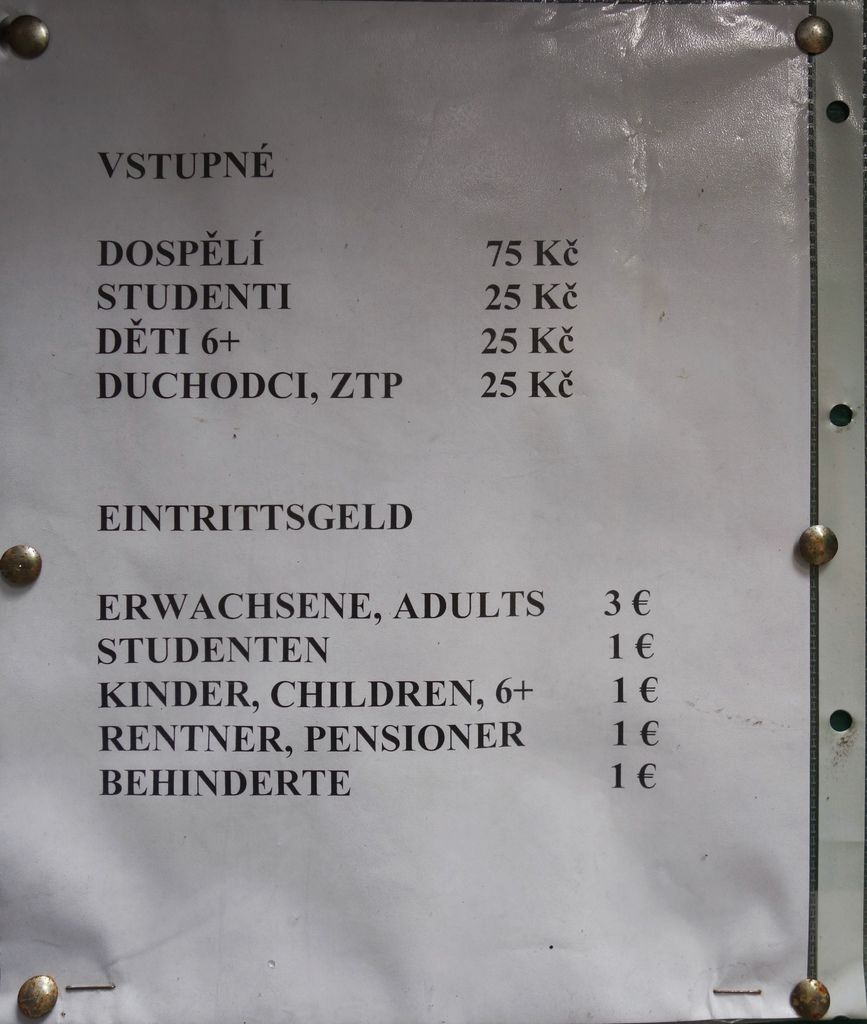 VSTUPNÉ
DOSPĚLÍ 75 Kč
STUDENTI 25 Kč
DĚTI 6+ 25 Kč
DUCHODCI, ZTP 25 Kč
EINTRITTSGELD
ERWACHSENE, ADULTS 3 €
STUDENTEN 1 €
KINDER, CHILDREN, 6+ 1 €
RENTNER, PENSIONER 1 €
BEHINDERTE 1 €